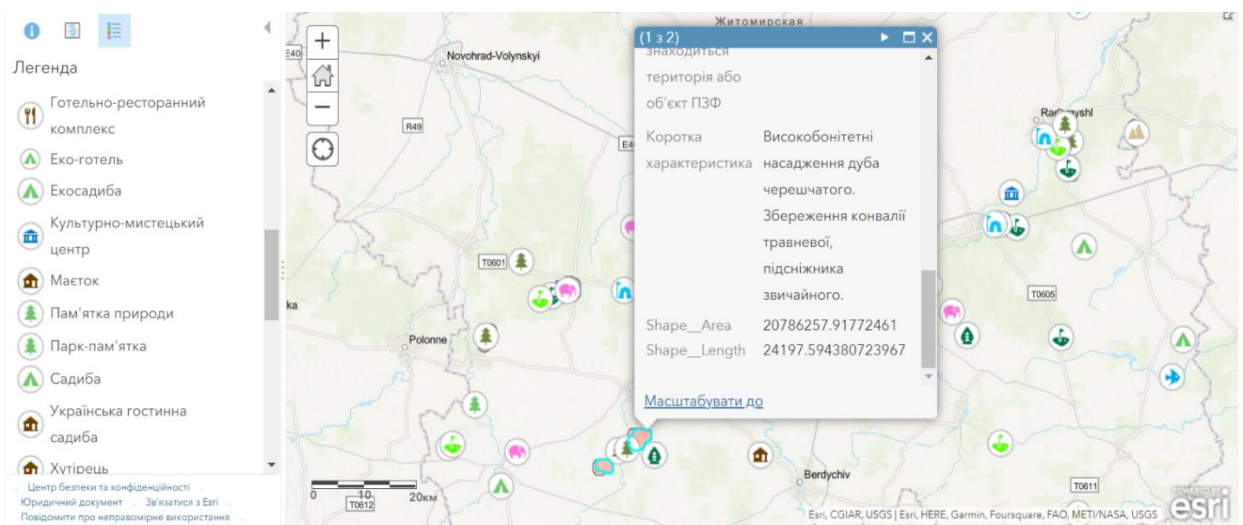 Легенда
Готельно-ресторанний
комплекс
Еко-готель
Екосадиба
Культурно-мистецький
центр
Маєток
Пам'ятка природи
Парк-пам'ятка
Садиба
Українська гостинна
садиба
Хутірець
Центр безпеки та конфіденційності
Юридичний документ Зв'язатися з Esri
Повідомити про неправомірне використання
E40
Житомирская
Novohrad-Volynskyi
R49
T0601
Polonne
T0605
Berdychiv
T0611
T0612
0 10 20км
(1 з 2)
знаходиться
територія або
об'єкт ПЗФ
Коротка Високобонітетні
характеристика насадження дуба
черешчатого.
Збереження конвалії
травневої,
підсніжника
звичайного.
Shape__Area 20786257.91772461
Shape__Length 24197.594380723967
Масштабувати до
Esri, CGIAR, USGS | Esri, HERE, Garmin, Foursquare, FAO, METI/NASA, USGS
POWERED BY
esri